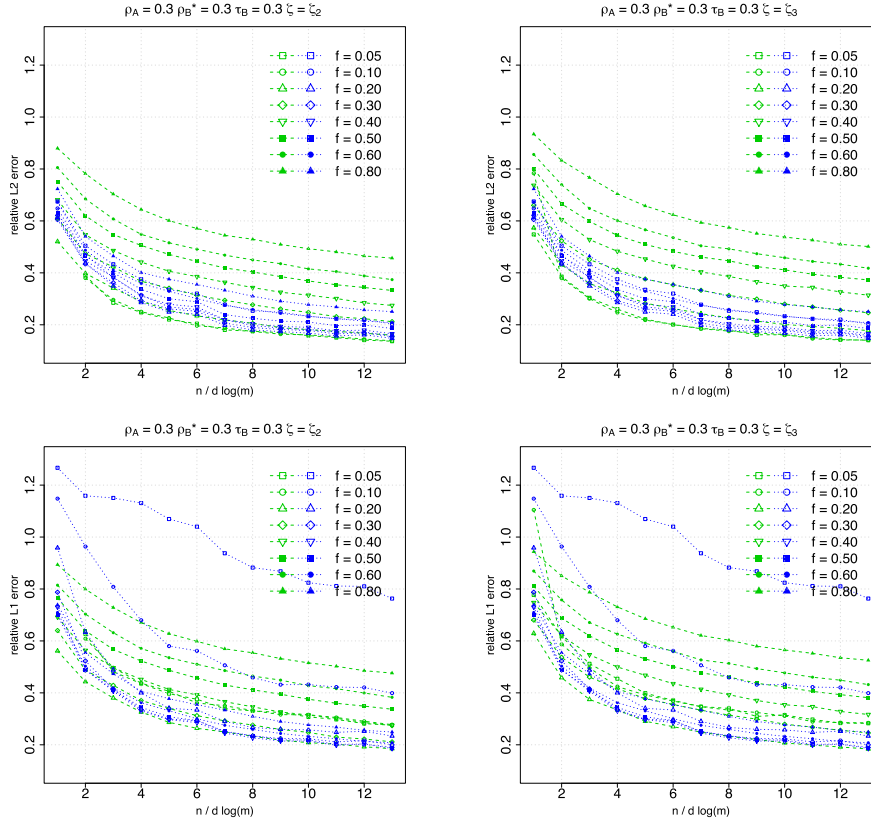 ρA = 0.3 ρB* = 0.3 τB = 0.3 ζ = ζ2
relative L2 error
1.2
1.0
0.8
0.6
0.4
0.2
f = 0.05
f = 0.10
f = 0.20
f = 0.30
f = 0.40
f = 0.50
f = 0.60
f = 0.80
2 4 6 8 10 12
n / d log(m)
ρA = 0.3 ρB* = 0.3 τB = 0.3 ζ = ζ3
relative L2 error
1.2
1.0
0.8
0.6
0.4
0.2
f = 0.05
f = 0.10
f = 0.20
f = 0.30
f = 0.40
f = 0.50
f = 0.60
f = 0.80
2 4 6 8 10 12
n / d log(m)
ρA = 0.3 ρB* = 0.3 τB = 0.3 ζ = ζ2
relative L1 error
1.2
1.0
0.8
0.6
0.4
0.2
f = 0.05
f = 0.10
f = 0.20
f = 0.30
f = 0.40
f = 0.50
f = 0.60
f = 0.80
2 4 6 8 10 12
n / d log(m)
ρA = 0.3 ρB* = 0.3 τB = 0.3 ζ = ζ3
relative L1 error
1.2
1.0
0.8
0.6
0.4
0.2
f = 0.05
f = 0.10
f = 0.20
f = 0.30
f = 0.40
f = 0.50
f = 0.60
f = 0.80
2 4 6 8 10 12
n / d log(m)